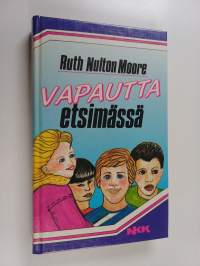 Ruth Nulton Moore
VAPAUTTA
etsimässä
NKK